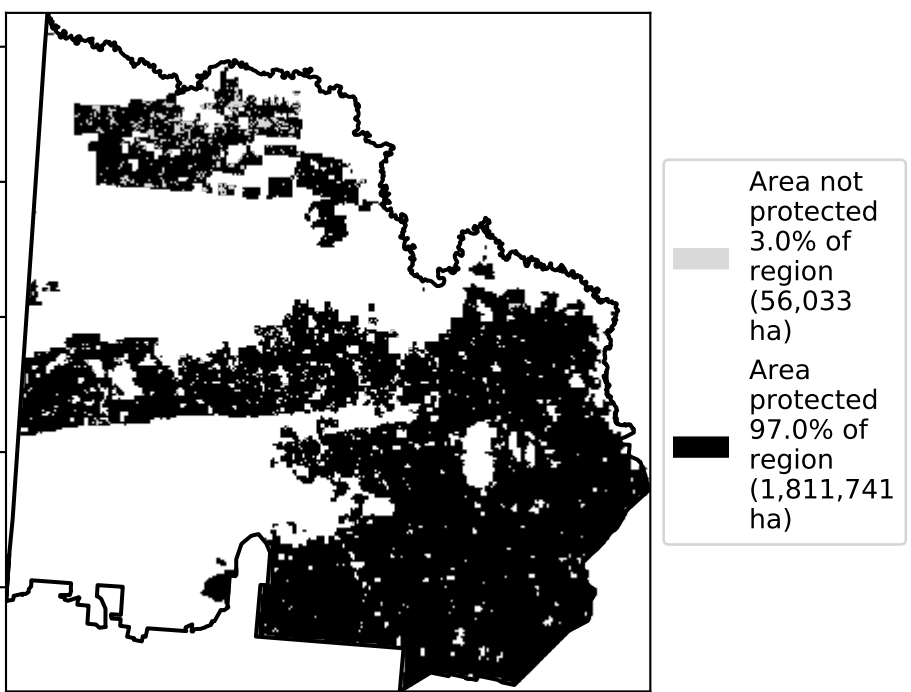 Area not
protected
3.0% of
region
(56,033
ha)
Area
protected
97.0% of
region
(1,811,741
ha)